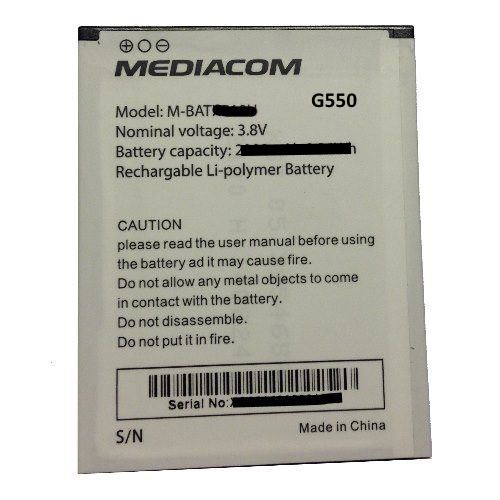 MEDIACOM
G550
Model: M-BAT
Nominal voltage: 3.8V
Battery capacity: 2
Rechargable Li-polymer Battery
CAUTION
please read the user manual before using
the battery ad it may cause fire.
Do not allow any metal objects to come
in contact with the battery.
Do not disassemble.
Do not put it in fire.
Serial No:
S/N
Made in China